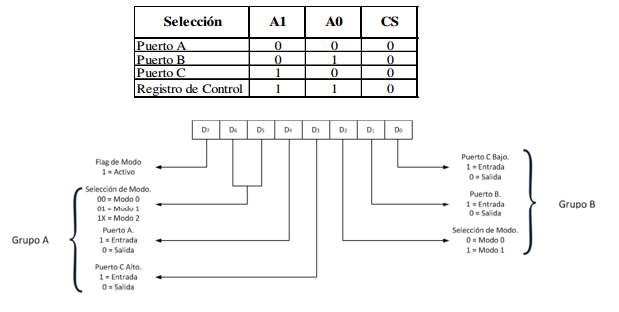 Selección A1 A0 CS
Puerto A 0 0 0
Puerto B 0 1 0
Puerto C 1 0 0
Registro de Control 1 1 0
D7 D6 D5 D4 D3 D2 D1 D0
Flag de Modo
1 = Activo
Selección de Modo.
00 = Modo 0
01 = Modo 1
1X = Modo 2
Puerto A.
1 = Entrada
0 = Salida
Puerto C Alto.
1 = Entrada
0 = Salida
Grupo A
Puerto C Bajo.
1 = Entrada
0 = Salida
Puerto B.
1 = Entrada
0 = Salida
Selección de Modo.
0 = Modo 0
1 = Modo 1
Grupo B